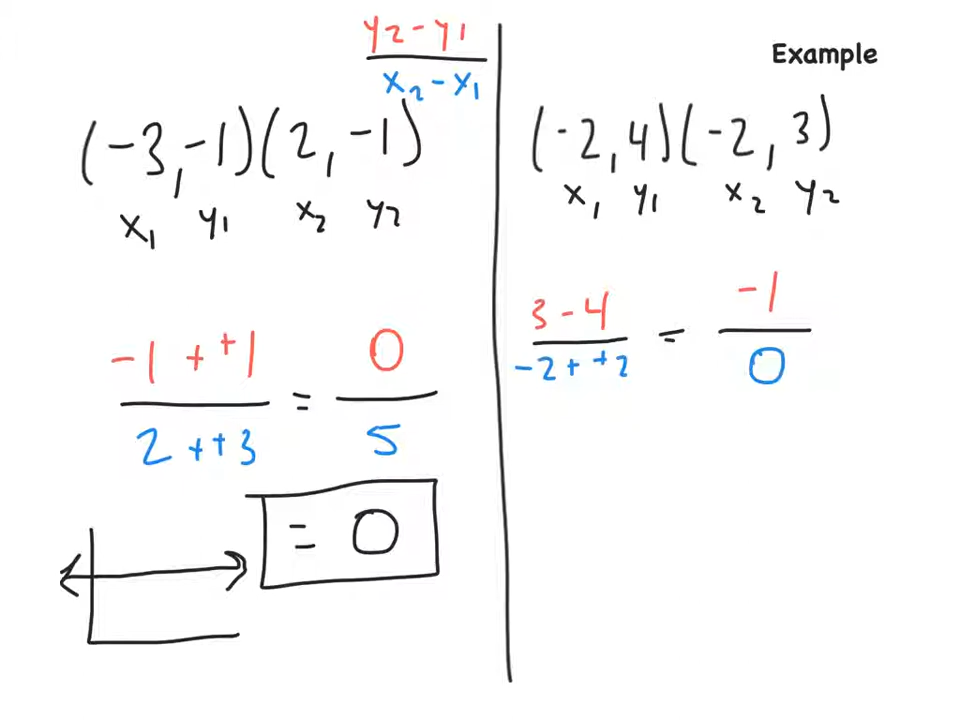 y2 - y1
x2 - x1
(-3, -1)(2, -1)
x1 y1 x2 y2
-1 + +1 = 0
2 + +3 5
= 0
Example
(-2, 4)(-2, 3)
x1 y1 x2 y2
3 - 4 = -1
-2 + +2 0